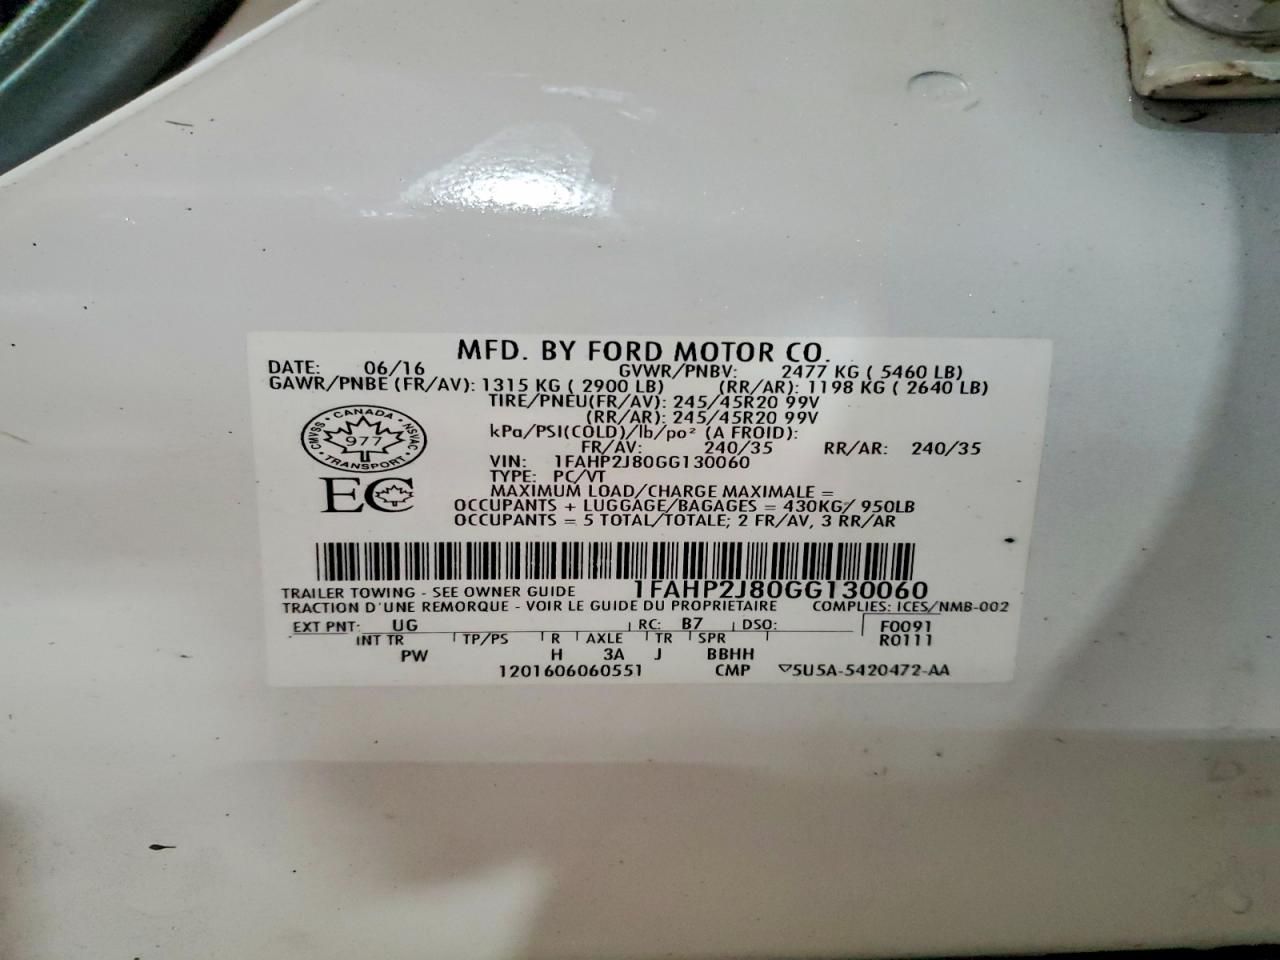 MFD. BY FORD MOTOR CO.
DATE: 06/16 GVWR/PNBV: 2477 KG ( 5460 LB)
GAWR/PNBE (FR/AV): 1315 KG ( 2900 LB) (RR/AR): 1198 KG ( 2640 LB)
TIRE/PNEU(FR/AV): 245/45R20 99V
(RR/AR): 245/45R20 99V
kPa/PSI(COLD)/lb/po² (A FROID):
FR/AV: 240/35 RR/AR: 240/35
CANADA
CMVSS 977 NSVAC
TRANSPORT
VIN: 1FAHP2J80GG130060
TYPE: PC/VT
EC
MAXIMUM LOAD/CHARGE MAXIMALE =
OCCUPANTS + LUGGAGE/BAGAGES = 430KG/ 950LB
OCCUPANTS = 5 TOTAL/TOTALE; 2 FR/AV, 3 RR/AR
1FAHP2J80GG130060
TRAILER TOWING - SEE OWNER GUIDE
TRACTION D'UNE REMORQUE - VOIR LE GUIDE DU PROPRIETAIRE COMPLIES: ICES/NMB-002
EXT PNT: UG RC: B7 DSO: F0091
INT TR TP/PS R AXLE TR SPR R0111
PW H 3A J BBHH
1201606060551 CMP ▽5U5A-5420472-AA